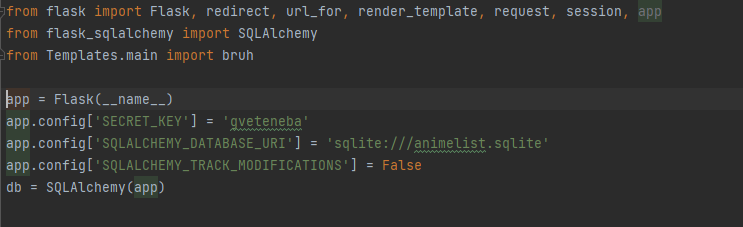 from flask import Flask, redirect, url_for, render_template, request, session, app
from flask_sqlalchemy import SQLAlchemy
from Templates.main import bruh
app = Flask(__name__)
app.config['SECRET_KEY'] = 'gveteneba'
app.config['SQLALCHEMY_DATABASE_URI'] = 'sqlite:///animelist.sqlite'
app.config['SQLALCHEMY_TRACK_MODIFICATIONS'] = False
db = SQLAlchemy(app)